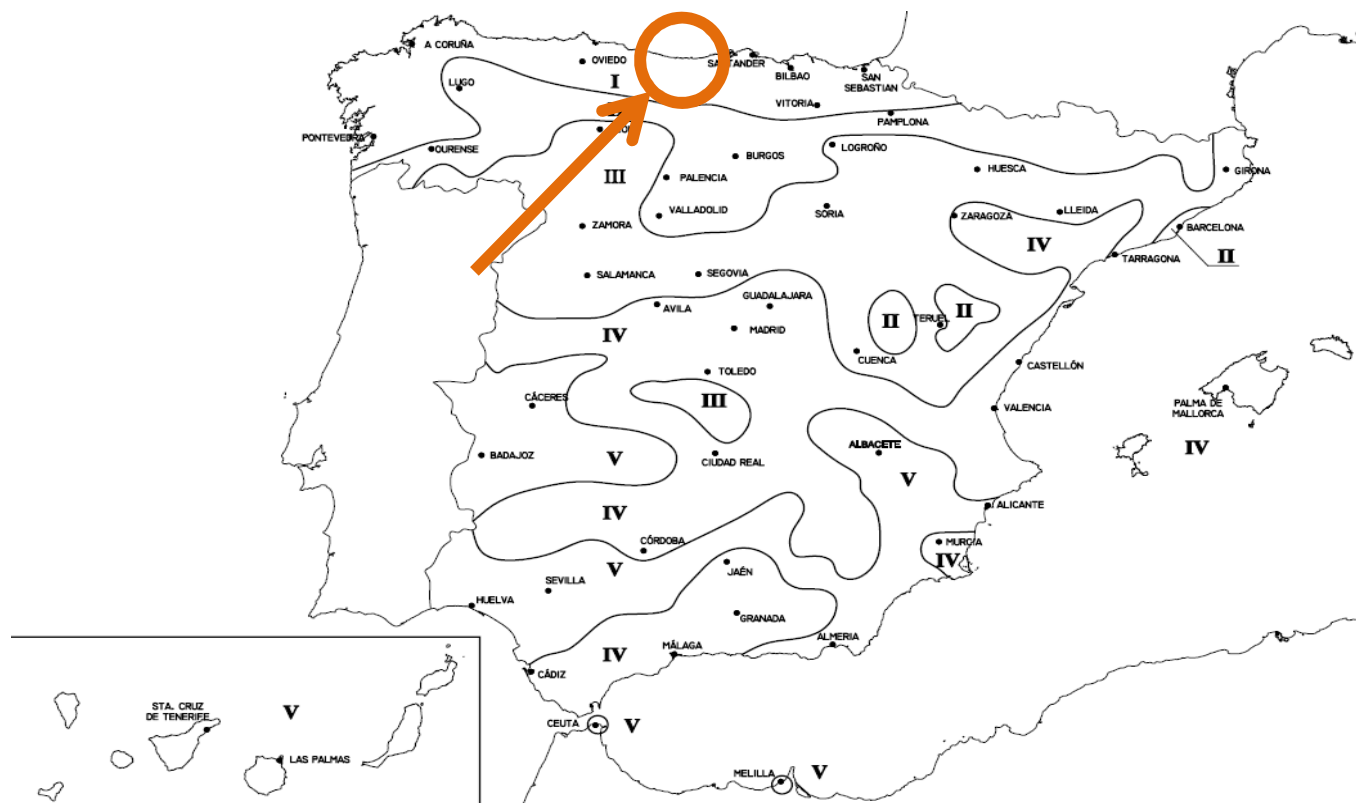 A CORUÑA
OVIEDO
SANTANDER
BILBAO
SAN
SEBASTIAN
LUGO
I
VITORIA
PAMPLONA
PONTEVEDRA
OURENSE
BURGOS
LOGROÑO
III
PALENCIA
HUESCA
GIRONA
VALLADOLID
SORIA
ZARAGOZA
LLEIDA
ZAMORA
BARCELONA
IV
TARRAGONA
II
SALAMANCA
SEGOVIA
AVILA
GUADALAJARA
II
II
TERUEL
IV
MADRID
CUENCA
CASTELLÓN
TOLEDO
CÁCERES
III
VALENCIA
PALMA DE
MALLORCA
IV
ALBACETE
BADAJOZ
V
CIUDAD REAL
V
IV
ALICANTE
CÓRDOBA
MURCIA
IV
V
JAÉN
SEVILLA
HUELVA
GRANADA
ALMERIA
IV
MÁLAGA
CÁDIZ
STA. CRUZ
DE TENERIFE
V
CEUTA
V
LAS PALMAS
MELILLA
V